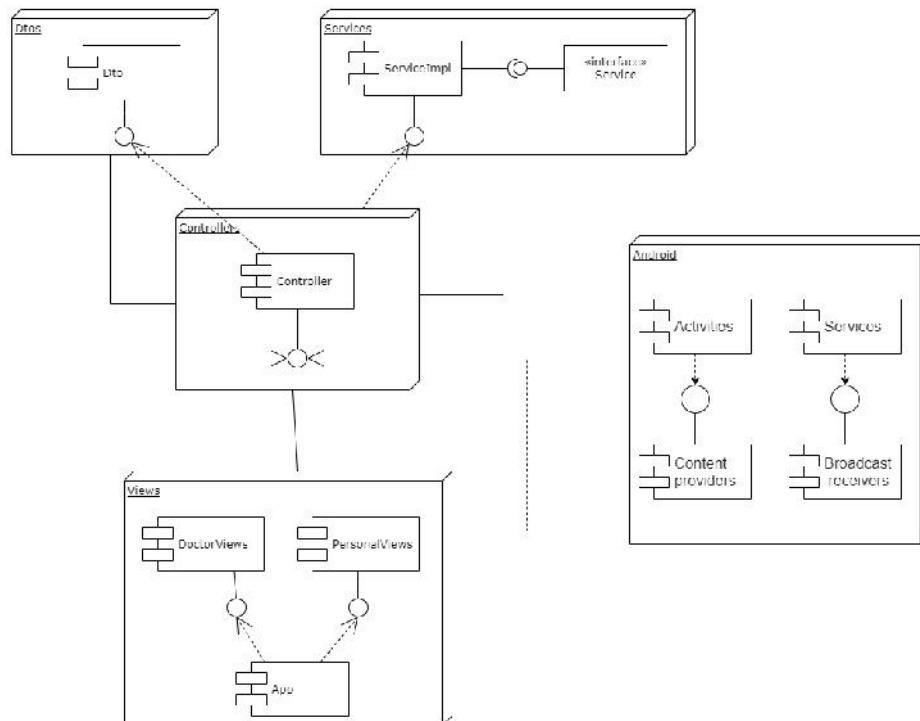 Dtos
Dto
Services
ServiceImpl
«interface»
Service
Controllers
Controller
Android
Activities
Services
Content
providers
Broadcast
receivers
Views
DoctorViews
PersonalViews
App